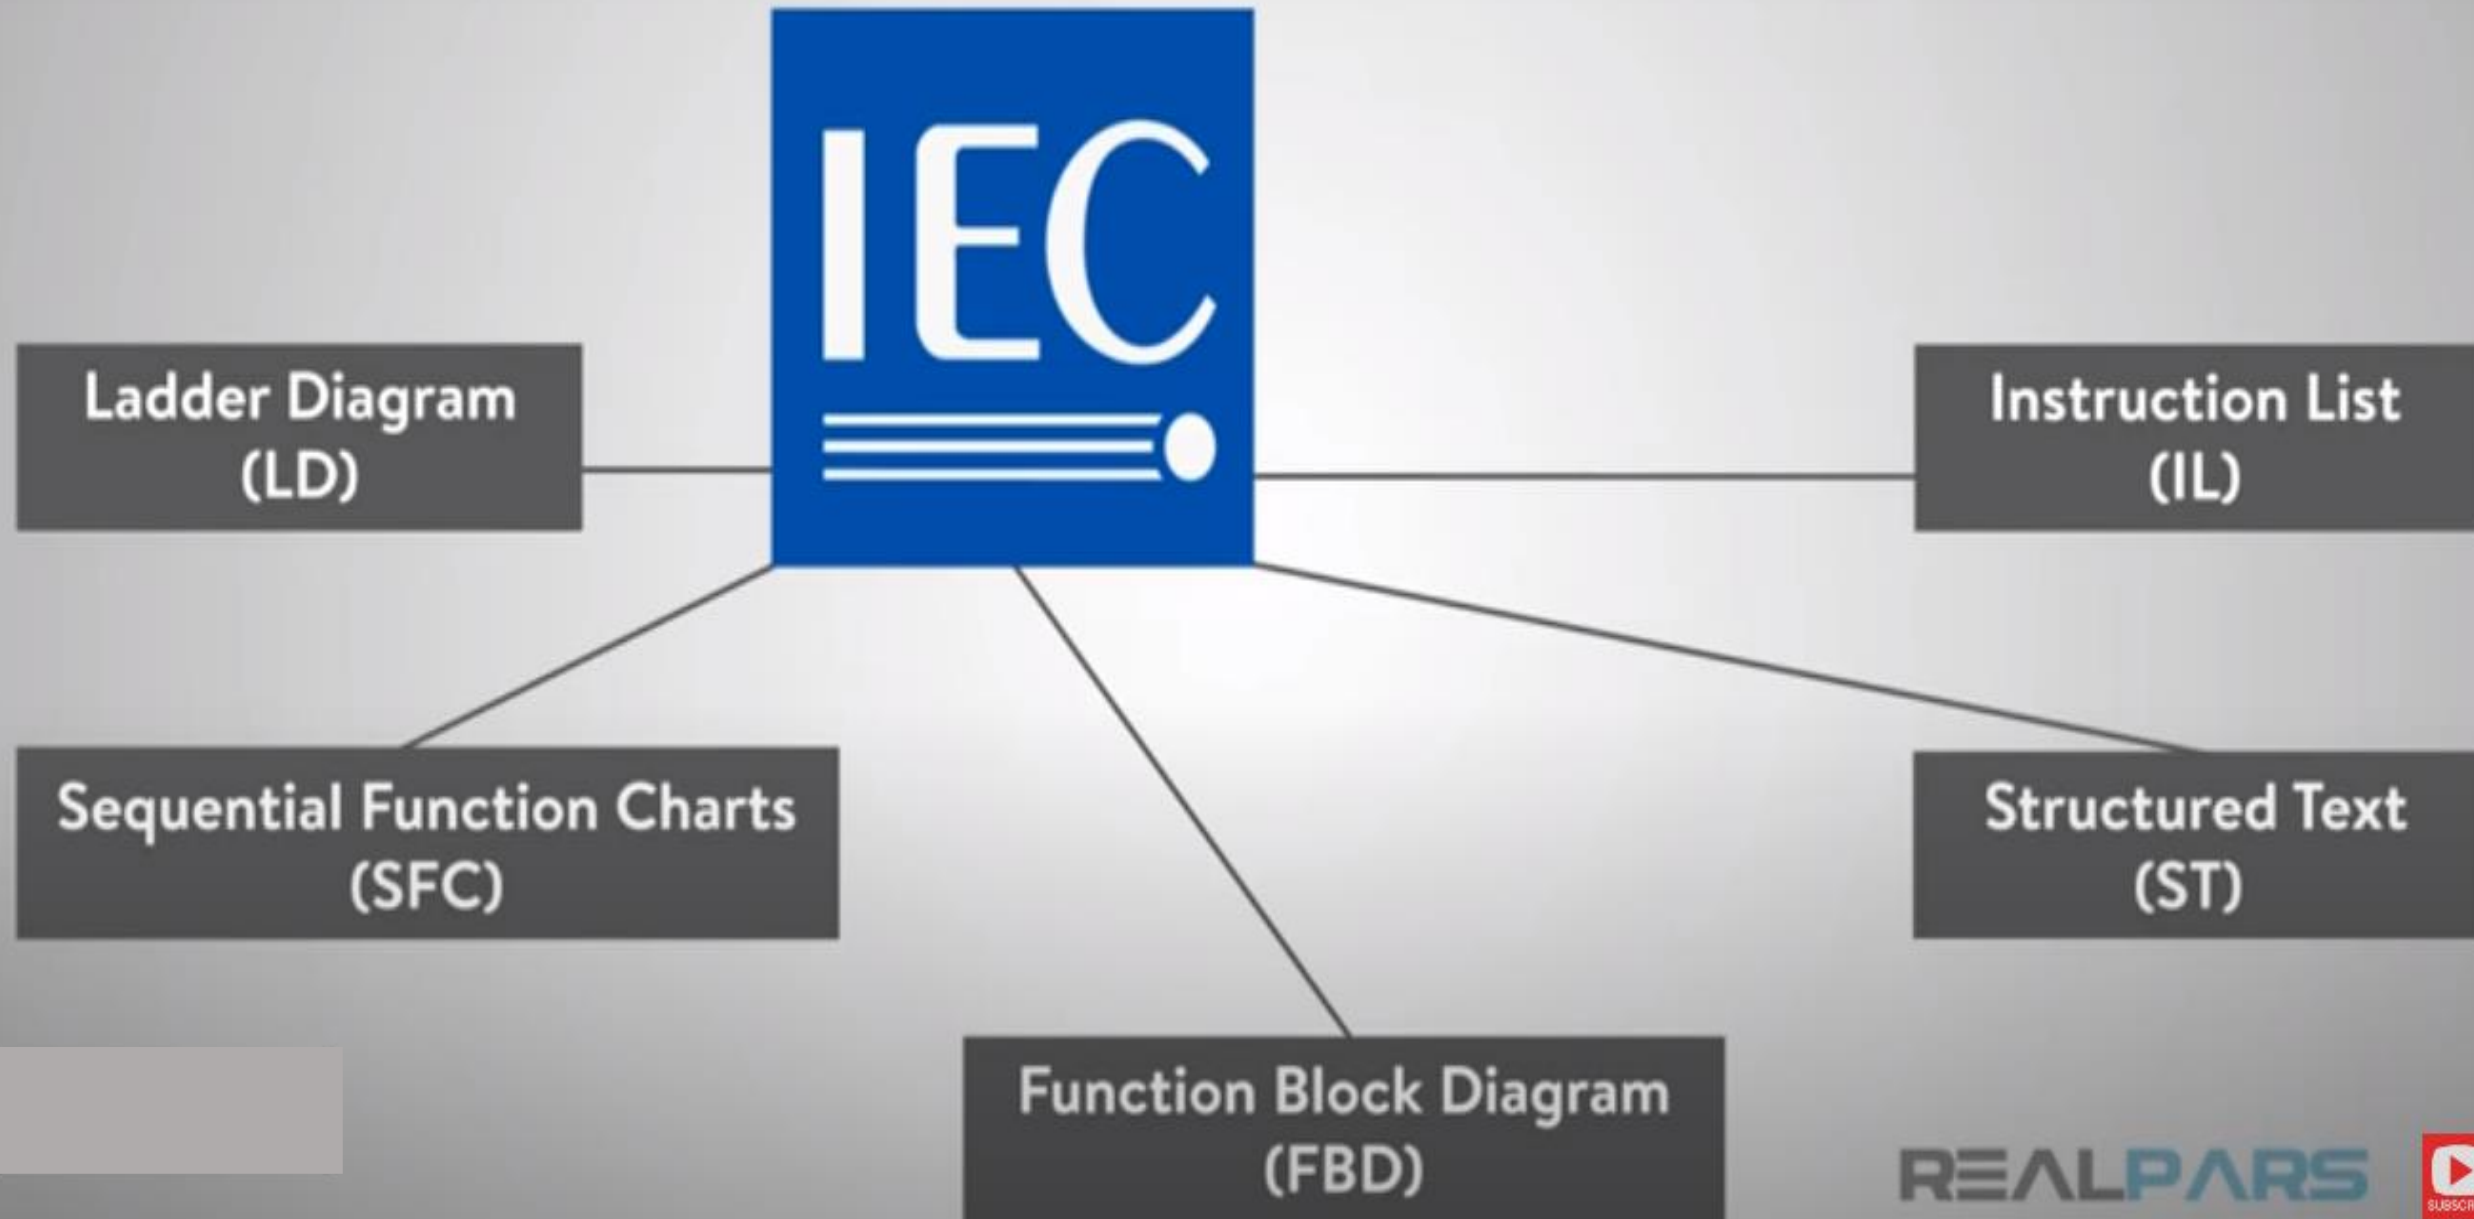 IEC
Ladder Diagram
(LD)
Instruction List
(IL)
Sequential Function Charts
(SFC)
Structured Text
(ST)
Function Block Diagram
(FBD)
REALPARS